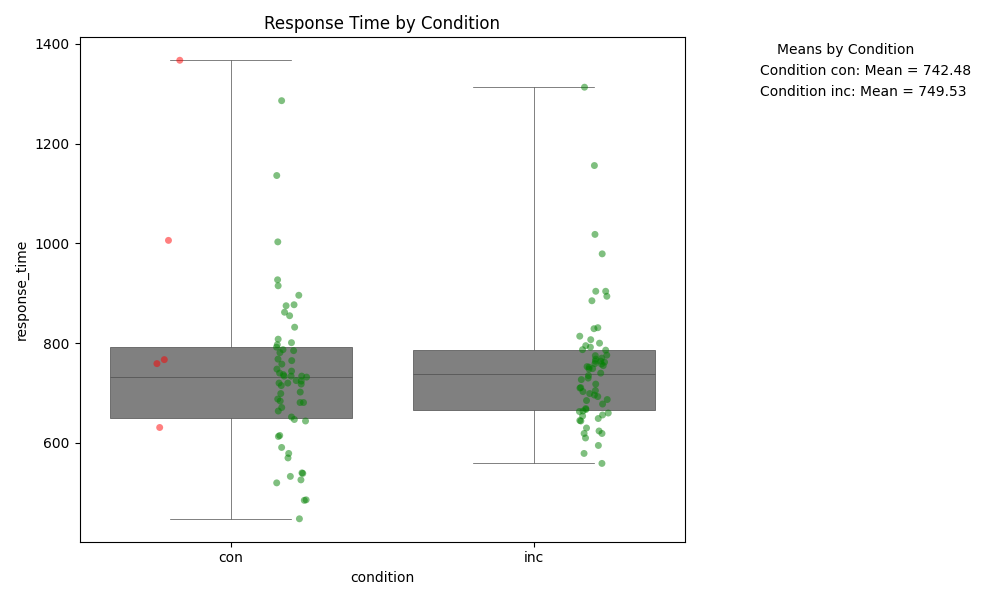 Response Time by Condition
Means by Condition
Condition con: Mean = 742.48
Condition inc: Mean = 749.53
1400
1200
1000
800
600
response_time
con
inc
condition